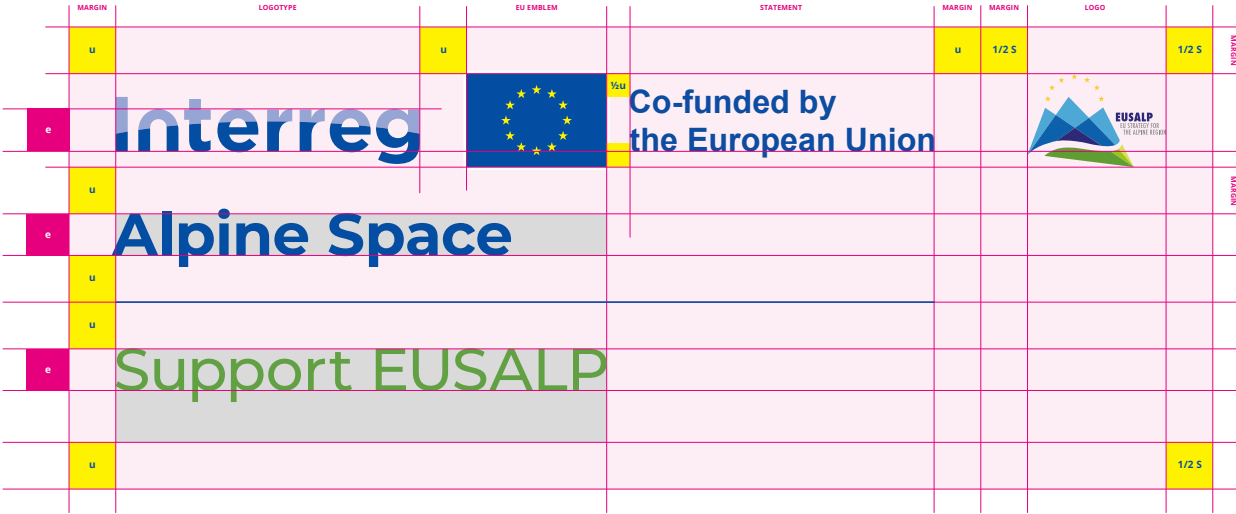 MARGIN LOGOTYPE EU EMBLEM STATEMENT MARGIN MARGIN LOGO
u u u 1/2 S 1/2 S
MARGIN
½u
Interreg
Co-funded by
the European Union
e
EUSALP
EU STRATEGY FOR
THE ALPINE REGION
u
MARGIN
e
Alpine Space
u
u
e
Support EUSALP
u 1/2 S